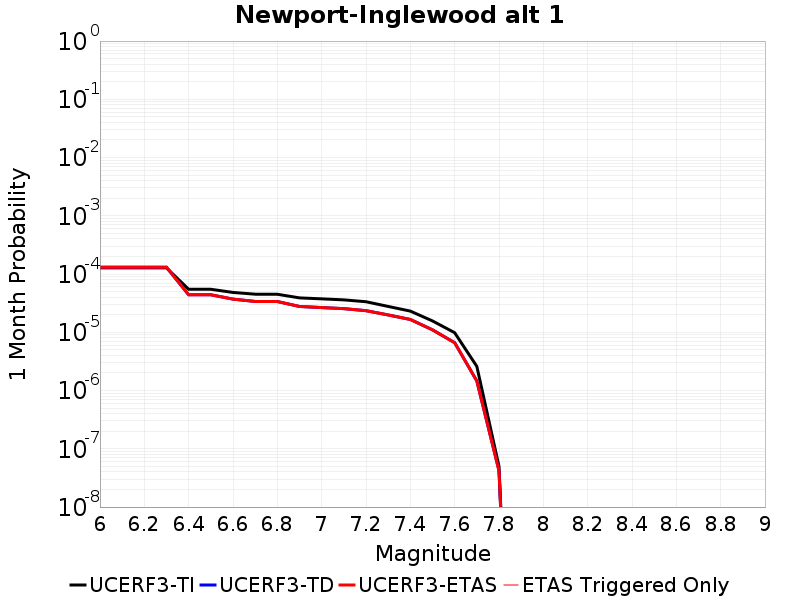 Newport-Inglewood alt 1
10^0
10^-1
10^-2
10^-3
10^-4
10^-5
10^-6
10^-7
10^-8
1 Month Probability
6 6.2 6.4 6.6 6.8 7 7.2 7.4 7.6 7.8 8 8.2 8.4 8.6 8.8 9
Magnitude
UCERF3-TI UCERF3-TD UCERF3-ETAS ETAS Triggered Only